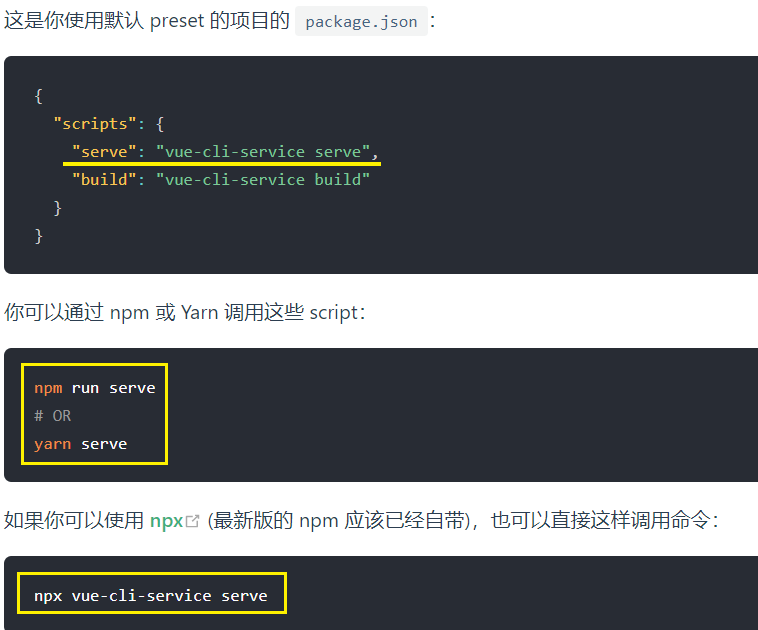 这是你使用默认 preset 的项目的 package.json：
{
"scripts": {
"serve": "vue-cli-service serve",
"build": "vue-cli-service build"
}
}
你可以通过 npm 或 Yarn 调用这些 script：
npm run serve
# OR
yarn serve
如果你可以使用 npx (最新版的 npm 应该已经自带)，也可以直接这样调用命令：
npx vue-cli-service serve